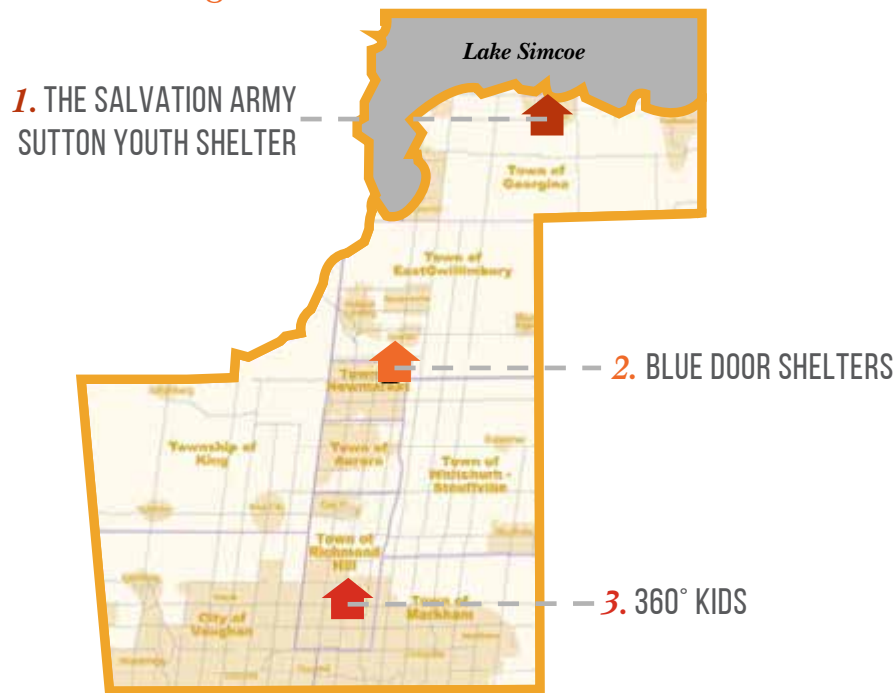 Lake Simcoe
1. THE SALVATION ARMY
SUTTON YOUTH SHELTER
Town of
Georgina
Town of
EastGwillimbury
2. BLUE DOOR SHELTERS
Town
Newmarket
Township of
King
Town of
Aurora
Town of
Whitchurch -
Stouffville
Town of
Richmond
Hill
3. 360° KIDS
City of
Vaughan
Town of
Markham